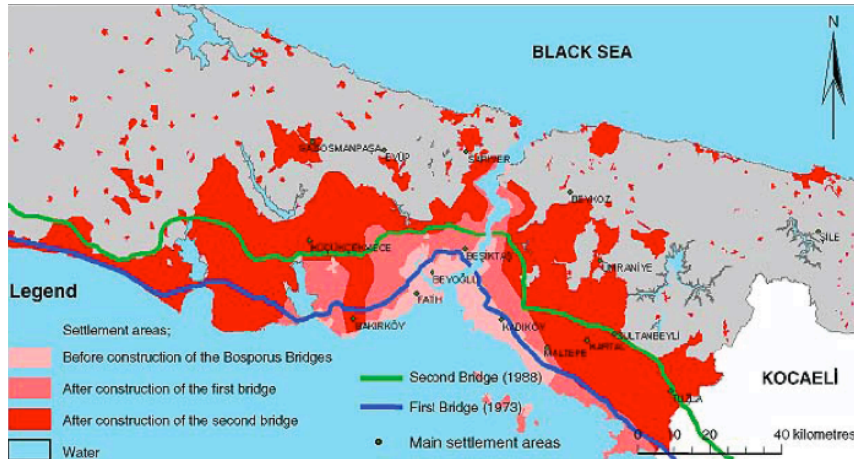 BLACK SEA
N
GAZIOSMANPAŞA
EYÜP
SARIYER
BEYKOZ
ŞİLE
KÜÇÜKÇEKMECE
BEŞİKTAŞ
ÜMRANİYE
BEYOĞLU
FATİH
BAKIRKÖY
KADIKÖY
SULTANBEYLİ
MALTEPE
KARTAL
KOCAELİ
TUZLA
Legend
Settlement areas;
Before construction of the Bosporus Bridges
After construction of the first bridge
After construction of the second bridge
Water
Second Bridge (1988)
First Bridge (1973)
Main settlement areas
0 10 20 40 kilometres